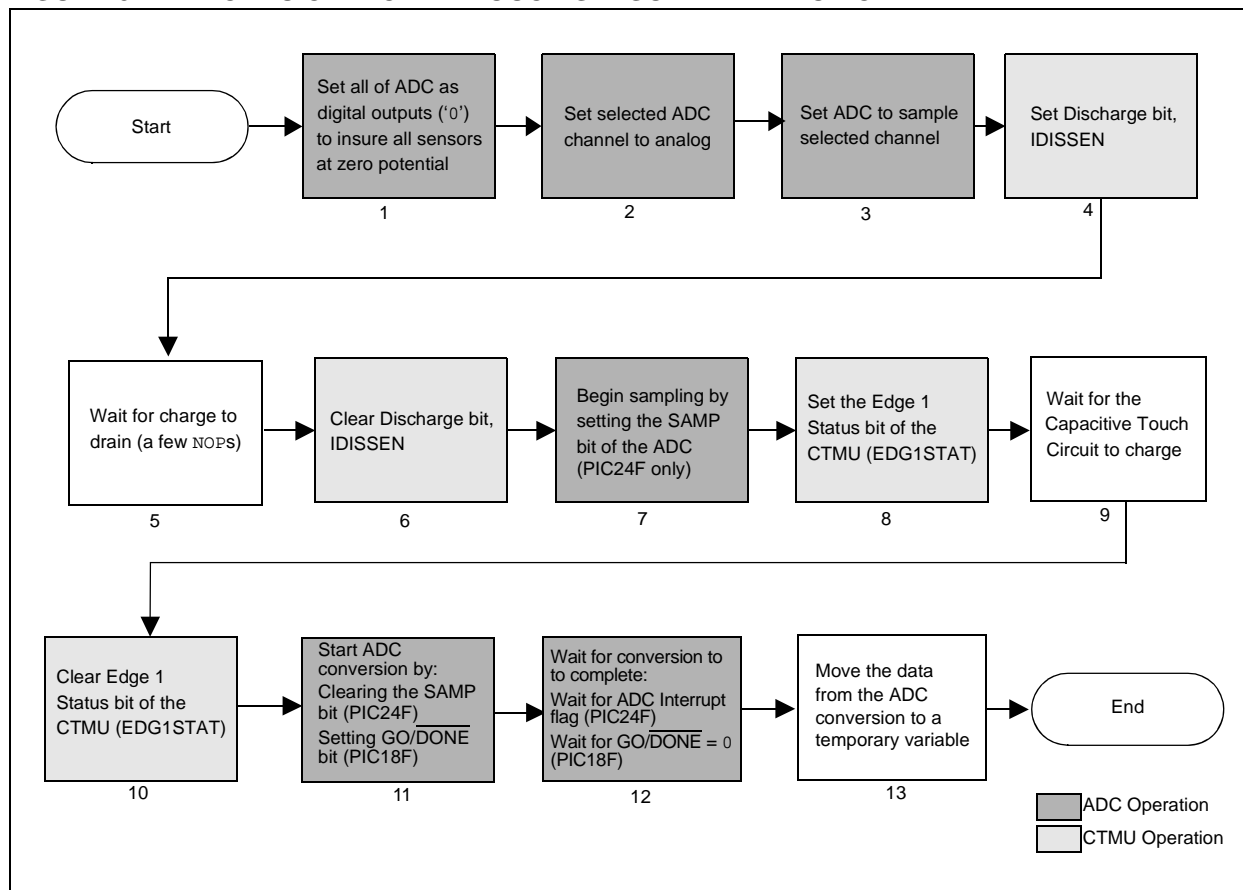 Start
Set all of ADC as
digital outputs (‘0’)
to insure all sensors
at zero potential
1
Set selected ADC
channel to analog
2
Set ADC to sample
selected channel
3
Set Discharge bit,
IDISSEN
4
Wait for charge to
drain (a few NOPs)
5
Clear Discharge bit,
IDISSEN
6
Begin sampling by
setting the SAMP
bit of the ADC
(PIC24F only)
7
Set the Edge 1
Status bit of the
CTMU (EDG1STAT)
8
Wait for the
Capacitive Touch
Circuit to charge
9
Clear Edge 1
Status bit of the
CTMU (EDG1STAT)
10
Start ADC
conversion by:
Clearing the SAMP
bit (PIC24F)
Setting GO/DONE
bit (PIC18F)
11
Wait for conversion to
to complete:
Wait for ADC Interrupt
flag (PIC24F)
Wait for GO/DONE = 0
(PIC18F)
12
Move the data
from the ADC
conversion to a
temporary variable
13
End
ADC Operation
CTMU Operation